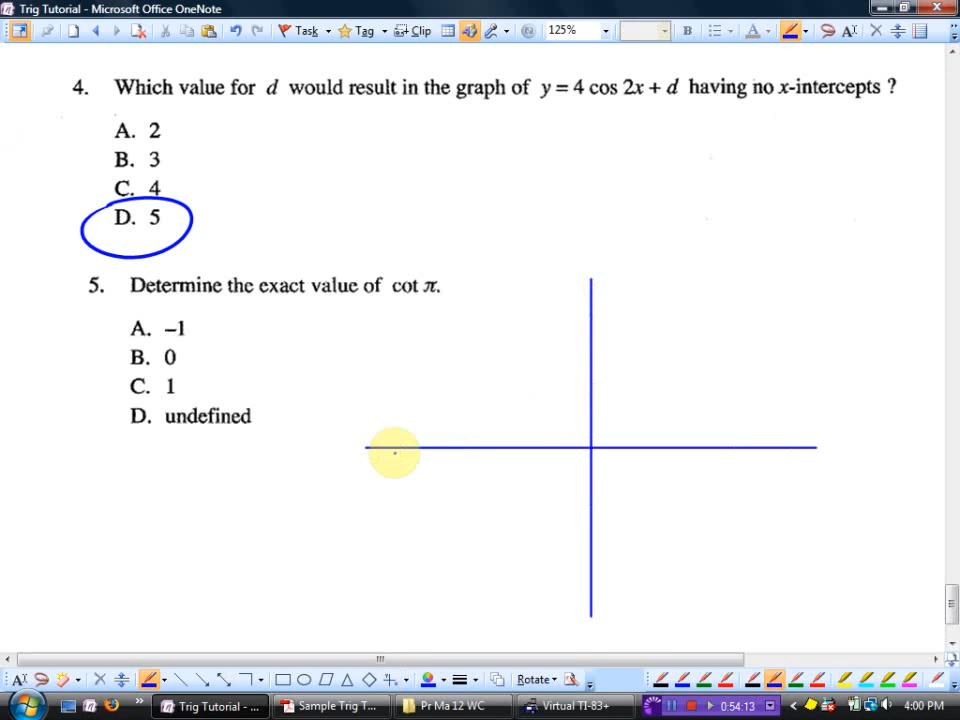 Trig Tutorial - Microsoft Office OneNote
Task Tag Clip 125% B A
4. Which value for d would result in the graph of y = 4 cos 2x + d having no x-intercepts ?
A. 2
B. 3
C. 4
D. 5
5. Determine the exact value of cot π.
A. –1
B. 0
C. 1
D. undefined
Rotate
Trig Tutorial - ... Sample Trig T... Pr Ma 12 WC Virtual TI-83+ 0:54:13 4:00 PM